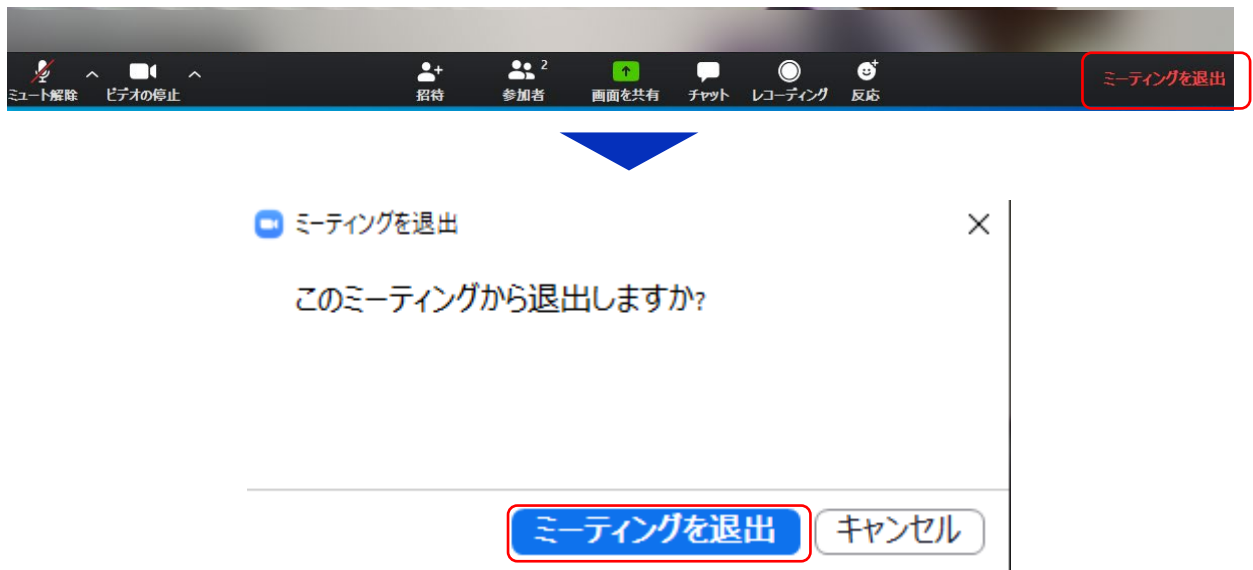 2
ミーティングを退出
ミュート解除 ビデオの停止 招待 参加者 画面を共有 チャット レコーディング 反応
ミーティングを退出
このミーティングから退出しますか?
ミーティングを退出 キャンセル